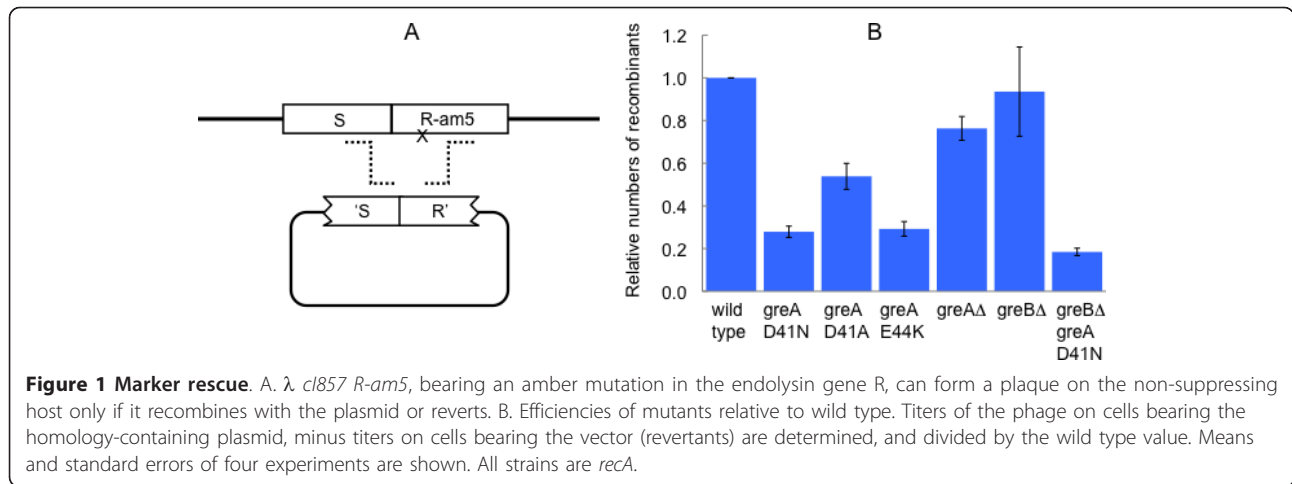 A
S
R-am5
X
'S
R'
B
Relative numbers of recombinants
1.2
1.0
0.8
0.6
0.4
0.2
0.0
wild type
greA D41N
greA D41A
greA E44K
greAΔ
greBΔ
greBΔ greA D41N
Figure 1 Marker rescue. A. λ cI857 R-am5, bearing an amber mutation in the endolysin gene R, can form a plaque on the non-suppressing
host only if it recombines with the plasmid or reverts. B. Efficiencies of mutants relative to wild type. Titers of the phage on cells bearing the
homology-containing plasmid, minus titers on cells bearing the vector (revertants) are determined, and divided by the wild type value. Means
and standard errors of four experiments are shown. All strains are recA.